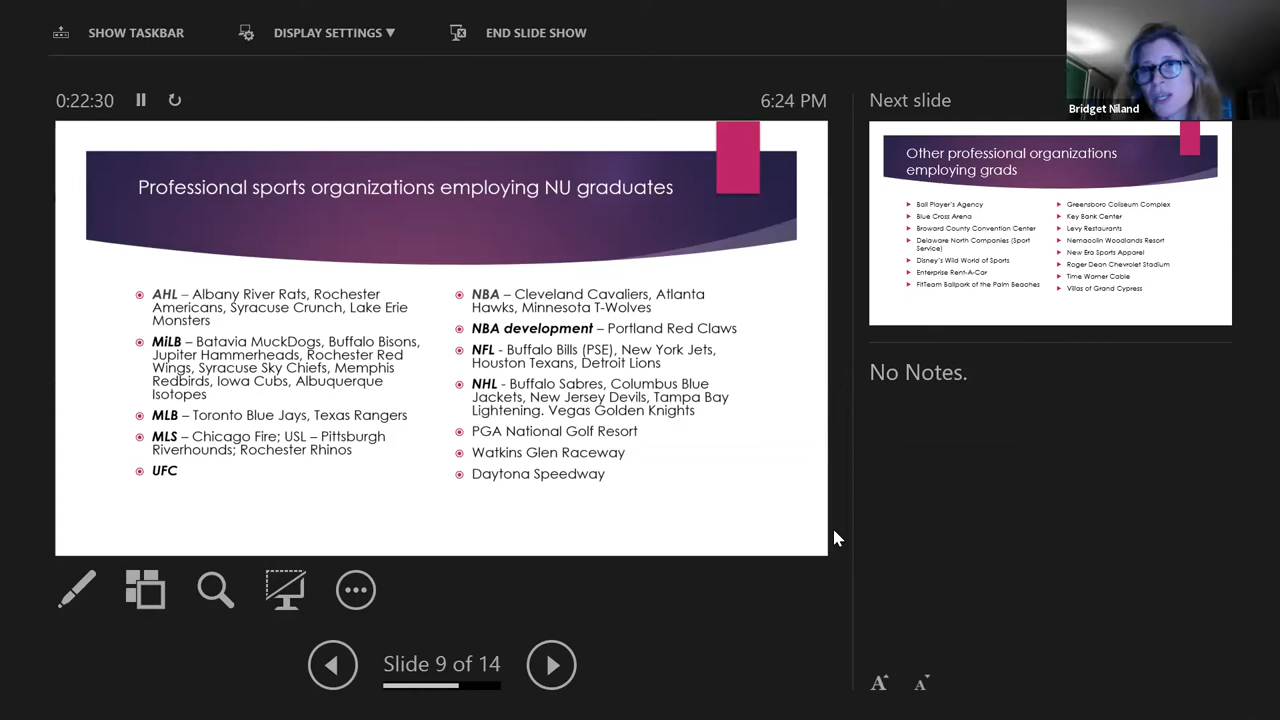 SHOW TASKBAR
DISPLAY SETTINGS ▼
END SLIDE SHOW
Bridget Niland
0:22:30
6:24 PM
Next slide
Professional sports organizations employing NU graduates
AHL – Albany River Rats, Rochester
Americans, Syracuse Crunch, Lake Erie
Monsters
MiLB – Batavia MuckDogs, Buffalo Bisons,
Jupiter Hammerheads, Rochester Red
Wings, Syracuse Sky Chiefs, Memphis
Redbirds, Iowa Cubs, Albuquerque
Isotopes
MLB – Toronto Blue Jays, Texas Rangers
MLS – Chicago Fire; USL – Pittsburgh
Riverhounds; Rochester Rhinos
UFC
NBA – Cleveland Cavaliers, Atlanta
Hawks, Minnesota T-Wolves
NBA development – Portland Red Claws
NFL - Buffalo Bills (PSE), New York Jets,
Houston Texans, Detroit Lions
NHL - Buffalo Sabres, Columbus Blue
Jackets, New Jersey Devils, Tampa Bay
Lightening. Vegas Golden Knights
PGA National Golf Resort
Watkins Glen Raceway
Daytona Speedway
Other professional organizations
employing grads
Ball Player's Agency
Blue Cross Arena
Broward County Convention Center
Delaware North Companies (Sport
Service)
Disney's Wild World of Sports
Enterprise Rent-A-Car
FitTeam Ballpark of the Palm Beaches
Greensboro Coliseum Complex
Key Bank Center
Levy Restaurants
Nemacolin Woodlands Resort
New Era Sports Apparel
Roger Dean Chevrolet Stadium
Time Warner Cable
Villas of Grand Cypress
No Notes.
Slide 9 of 14
A A